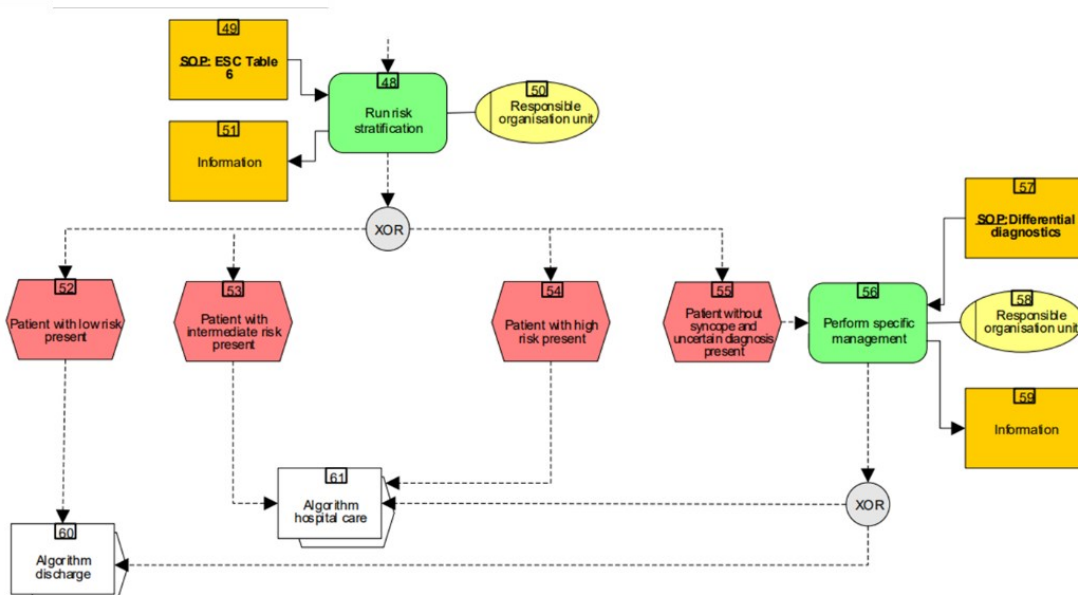 49
SOP: ESC Table
6
48
Run risk
stratification
50
Responsible
organisation unit
51
Information
XOR
57
SOP: Differential
diagnostics
52
Patient with low risk
present
53
Patient with
intermediate risk
present
54
Patient with high
risk present
55
Patient without
syncope and
uncertain diagnosis
present
56
Perform specific
management
58
Responsible
organisation unit
59
Information
61
Algorithm
hospital care
XOR
60
Algorithm
discharge